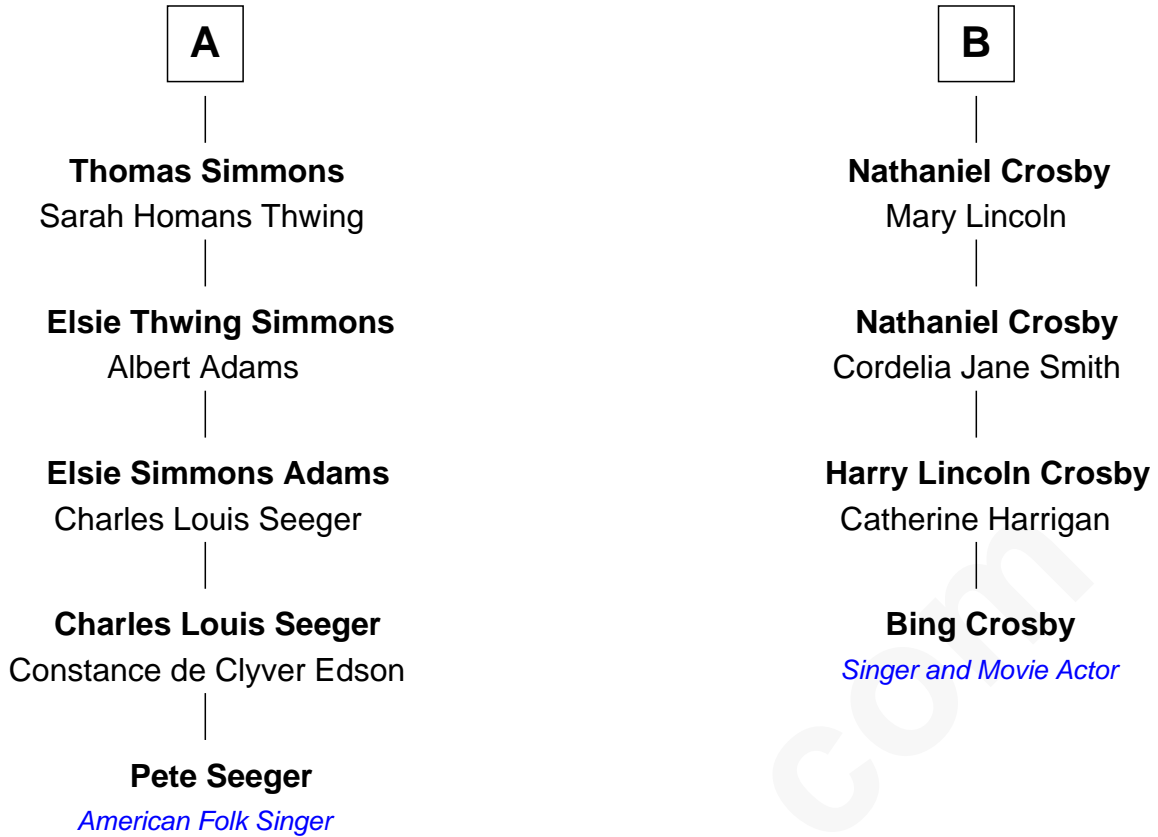 A
Thomas Simmons
Sarah Homans Thwing
Elsie Thwing Simmons
Albert Adams
Elsie Simmons Adams
Charles Louis Seeger
Charles Louis Seeger
Constance de Clyver Edson
Pete Seeger
American Folk Singer
B
Nathaniel Crosby
Mary Lincoln
Nathaniel Crosby
Cordelia Jane Smith
Harry Lincoln Crosby
Catherine Harrigan
Bing Crosby
Singer and Movie Actor
com